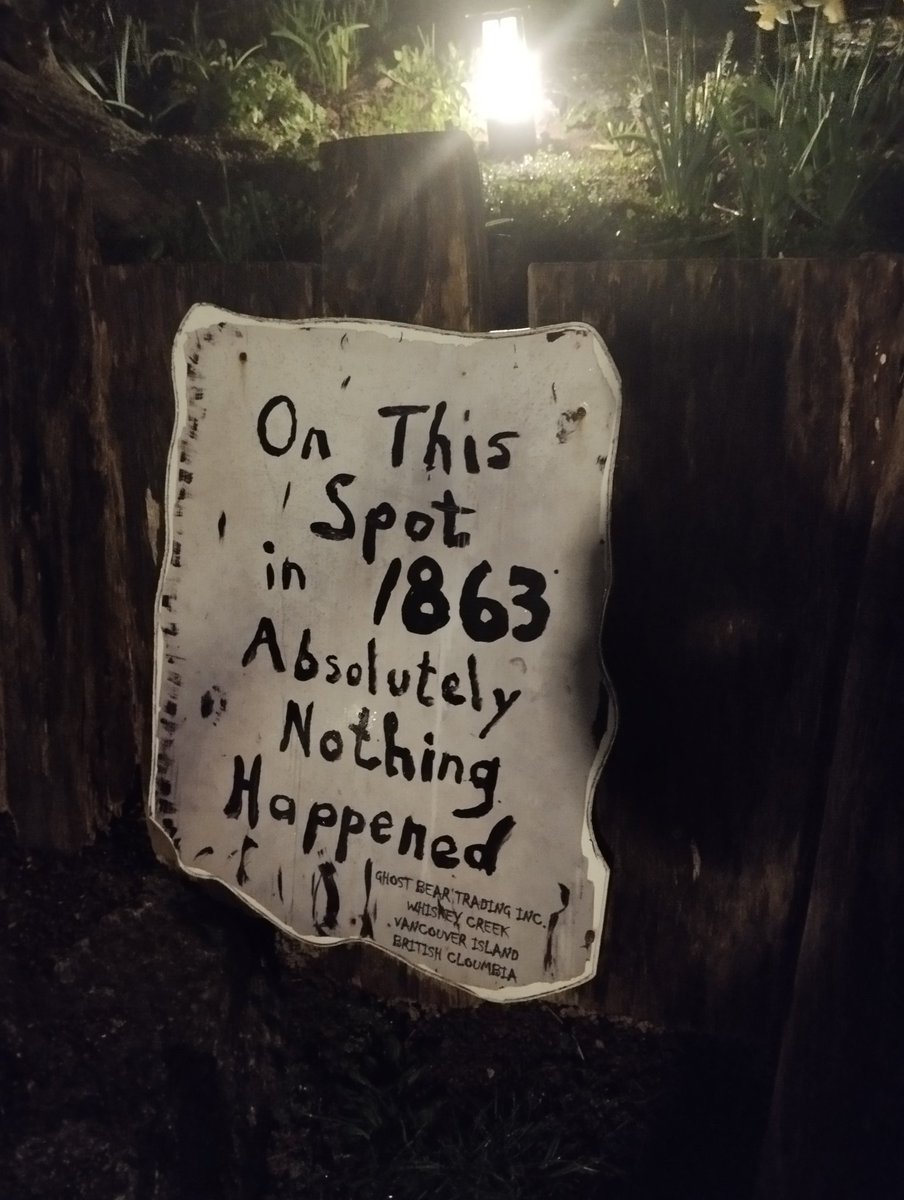 On This
Spot
in 1863
Absolutely
Nothing
Happened
GHOST BEAR TRADING INC.
WHISKEY CREEK
VANCOUVER ISLAND
BRITISH CLOUMBIA